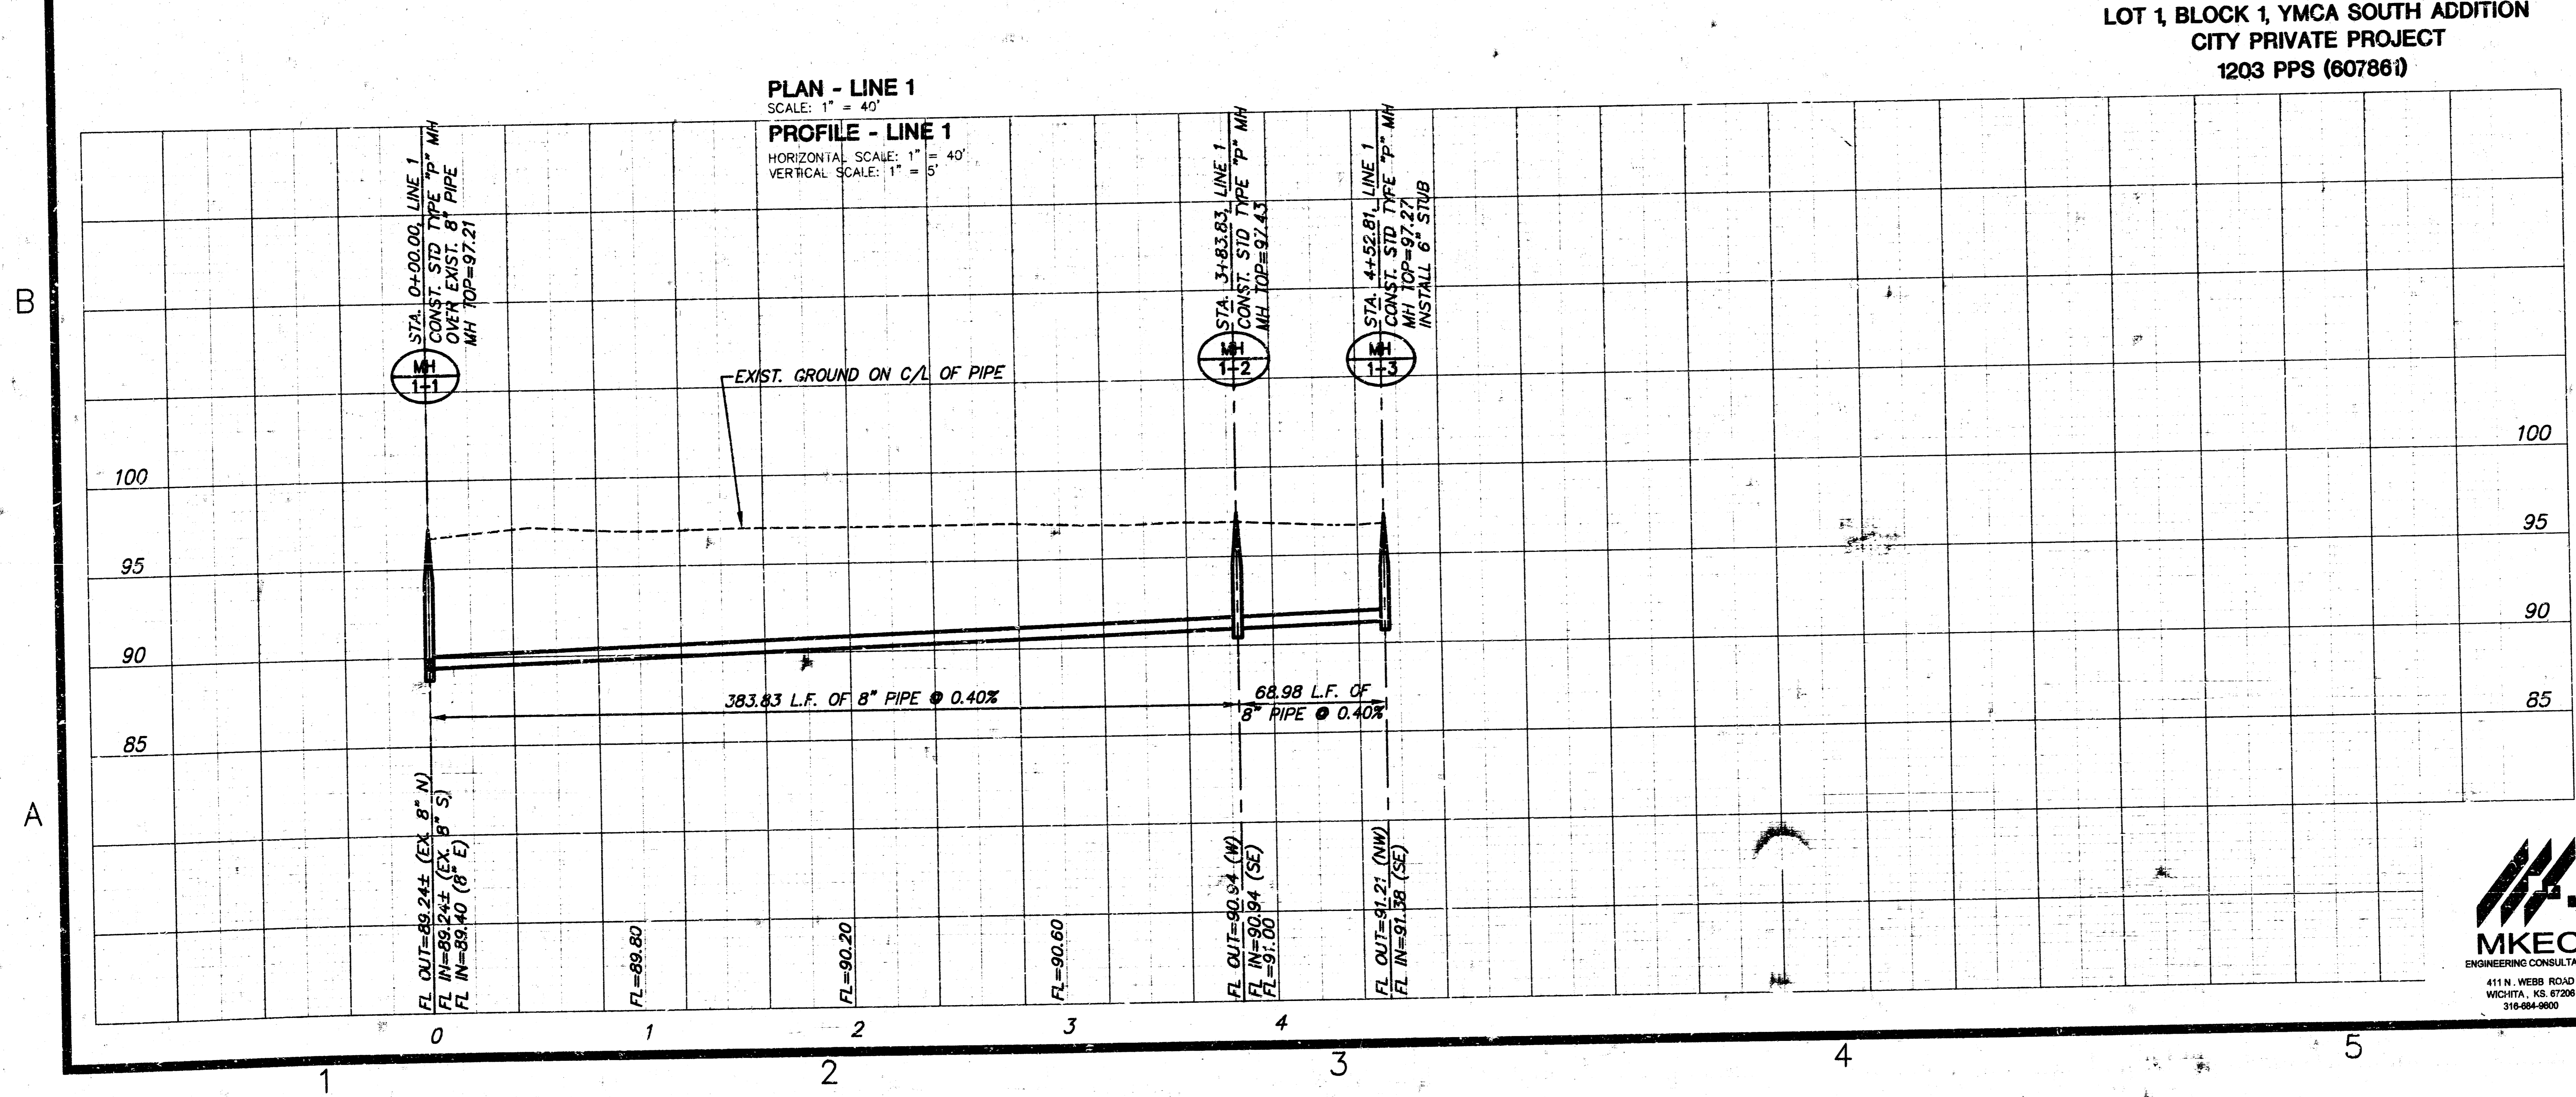 LOT 1, BLOCK 1, YMCA SOUTH ADDITION
CITY PRIVATE PROJECT
1203 PPS (607861)
PLAN - LINE 1
SCALE: 1" = 40'
PROFILE - LINE 1
HORIZONTAL SCALE: 1" = 40'
VERTICAL SCALE: 1" = 5'
STA. 0+00.00, LINE 1
CONST. STD TYPE "P" MH
OVER EXIST. 8" PIPE
MH TOP=97.21
STA. 3+83.83, LINE 1
CONST. STD TYPE "P" MH
MH TOP=97.43
STA. 4+52.81, LINE 1
CONST. STD TYPE "P" MH
MH TOP=97.27
INSTALL 6" STUB
B
MH
1-1
MH
1-2
MH
1-3
EXIST. GROUND ON C/L OF PIPE
100
100
95
95
90
90
85
85
383.83 L.F. OF 8" PIPE @ 0.40%
68.98 L.F. OF
8" PIPE @ 0.40%
A
FL OUT=89.24± (EX. 8" N)
FL IN=89.24± (EX. 8" S)
FL IN=89.40 (8" E)
FL=89.80
FL=90.20
FL=90.60
FL OUT=90.94 (W)
FL IN=90.94 (SE)
FL=91.00
FL OUT=91.21 (NW)
FL IN=91.38 (SE)
MKEC
ENGINEERING CONSULTA
411 N. WEBB ROAD
WICHITA, KS. 67206
316-684-9600
0
1
2
3
4
1
2
3
4
5